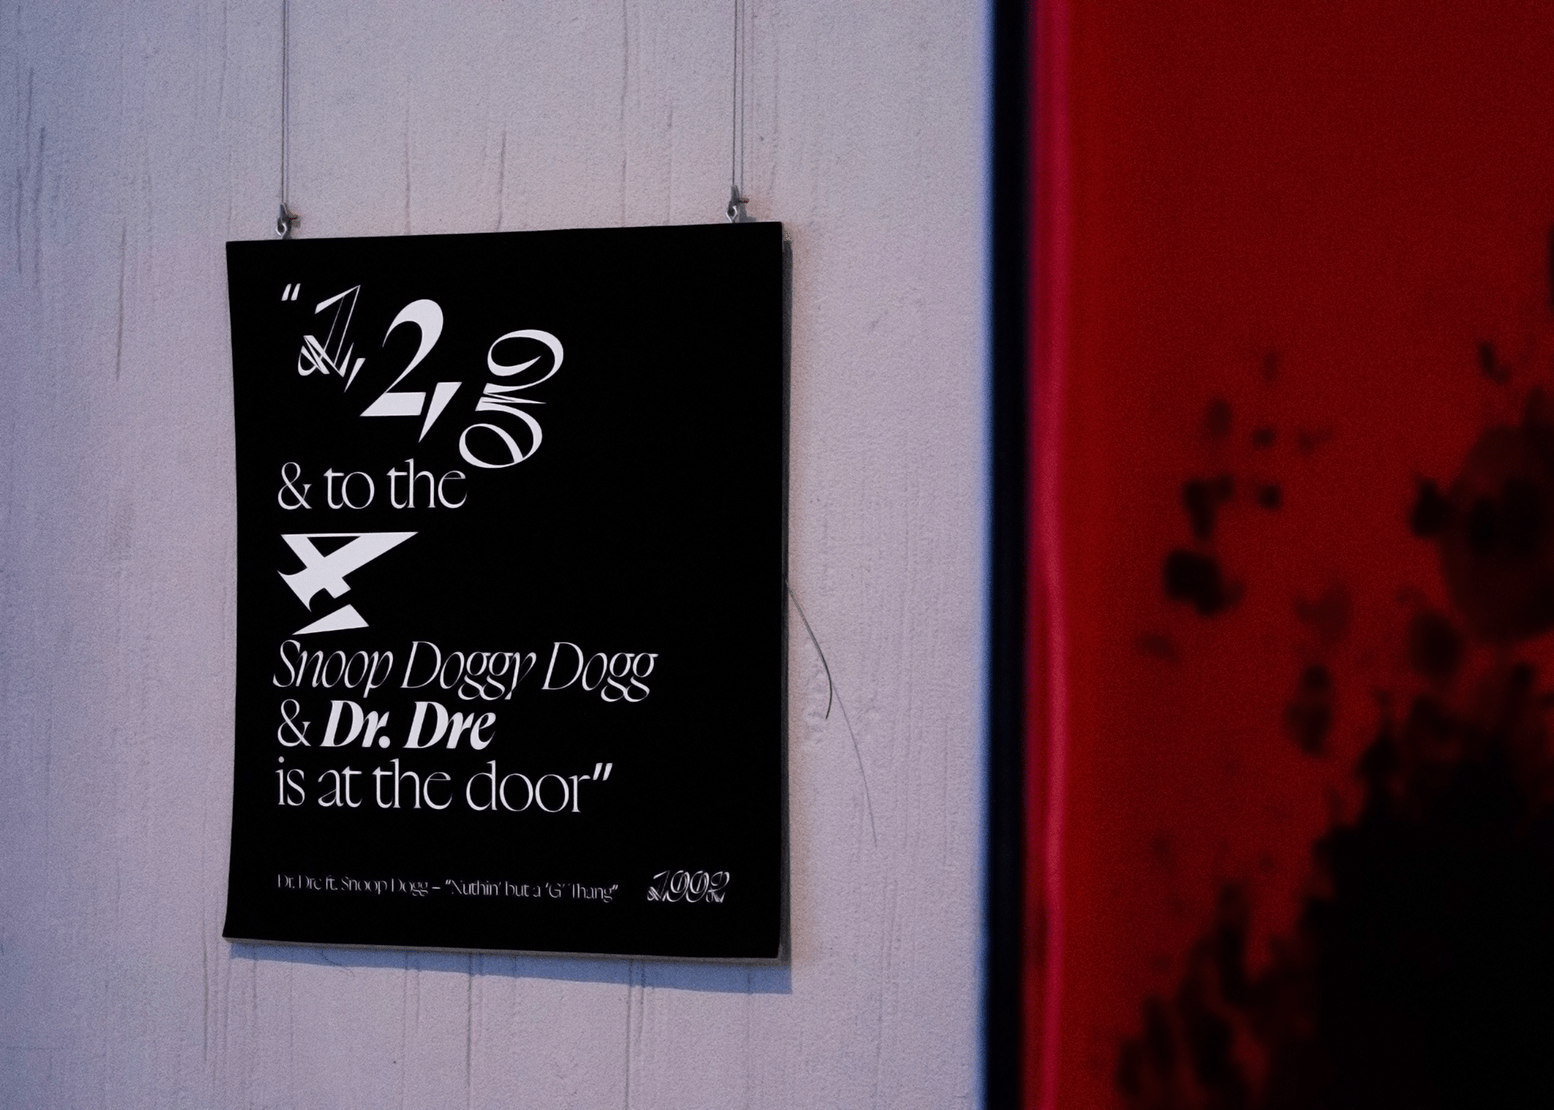 "1, 2, 3
& to the
4
Snoop Doggy Dogg
& Dr. Dre
is at the door"
Dr. Dre ft. Snoop Dogg – "Nuthin' but a 'G' Thang" 1992